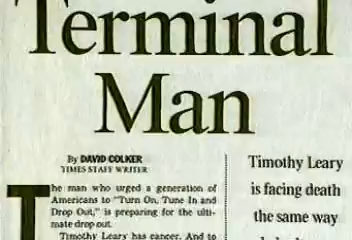 Terminal
Man
By DAVID COLKER
TIMES STAFF WRITER
The man who urged a generation of
Americans to "Turn On, Tune In and
Drop Out," is preparing for the ulti-
mate drop out.
Timothy Leary has cancer. And to
Timothy Leary
is facing death
the same way